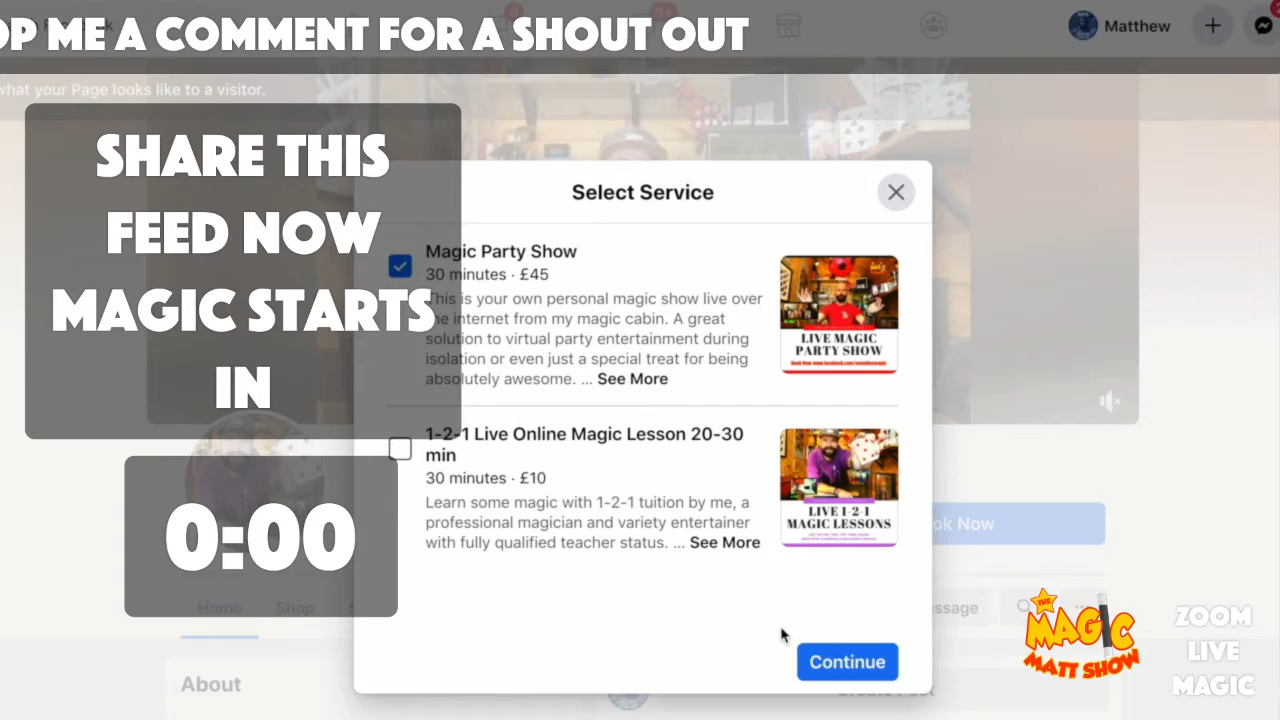 OP ME A COMMENT FOR A SHOUT OUT
Matthew
what your Page looks like to a visitor.
SHARE THIS
FEED NOW
MAGIC STARTS
IN
0:00
Select Service
Magic Party Show
30 minutes · £45
This is your own personal magic show live over
the internet from my magic cabin. A great
solution to virtual party entertainment during
isolation or even just a special treat for being
absolutely awesome. ... See More
LIVE MAGIC
PARTY SHOW
1-2-1 Live Online Magic Lesson 20-30
min
30 minutes · £10
Learn some magic with 1-2-1 tuition by me, a
professional magician and variety entertainer
with fully qualified teacher status. ... See More
LIVE 1-2-1
MAGIC LESSONS
ok Now
Home
Shop
ssage
Continue
About
THE
MAGIC
MATT SHOW
ZOOM
LIVE
MAGIC